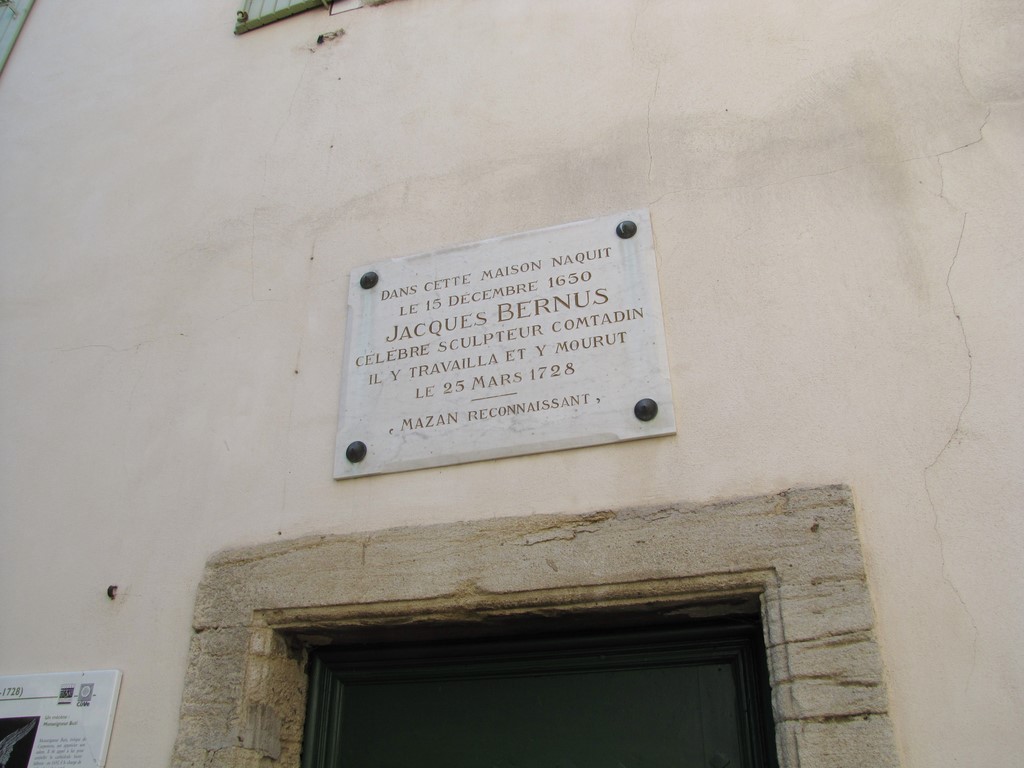 DANS CETTE MAISON NAQUIT
LE 15 DECEMBRE 1650
JACQUES BERNUS
CELEBRE SCULPTEUR COMTADIN
IL Y TRAVAILLA ET Y MOURUT
LE 25 MARS 1728
MAZAN RECONNAISSANT
-1728)